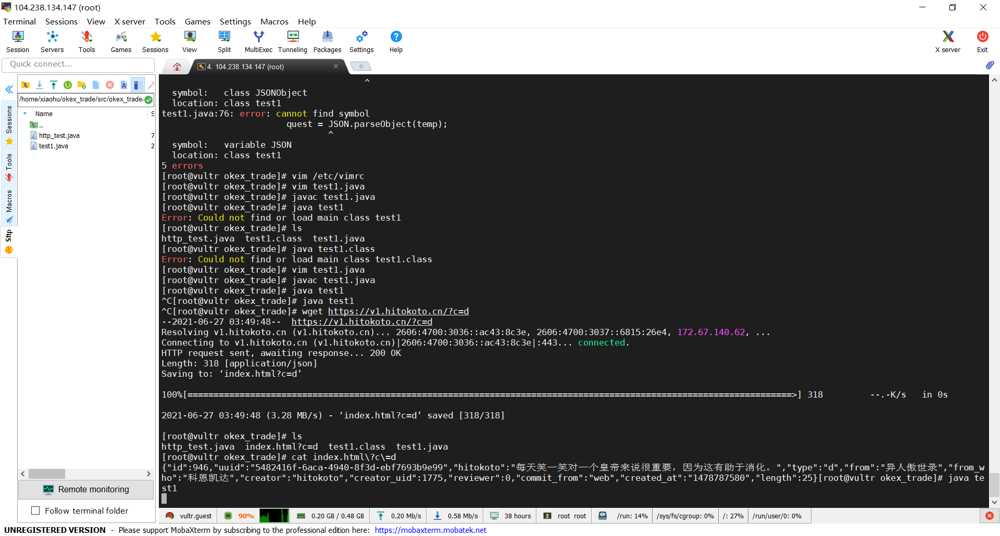 104.238.134.147 (root)
Terminal Sessions View X server Tools Games Settings Macros Help
Session Servers Tools Games Sessions View Split MultiExec Tunneling Packages Settings Help X server Exit
Quick connect...
4. 104.238.134.147 (root)
/home/xiaohu/okex_trade/src/okex_trade/
Name S
..
http_test.java 7
test1.java 2
Sessions
Tools
Macros
Sftp
^
symbol:   class JSONObject
location: class test1
test1.java:76: error: cannot find symbol
quest = JSON.parseObject(temp);
^
symbol:   variable JSON
location: class test1
5 errors
[root@vultr okex_trade]# vim /etc/vimrc
[root@vultr okex_trade]# vim test1.java
[root@vultr okex_trade]# javac test1.java
[root@vultr okex_trade]# java test1
Error: Could not find or load main class test1
[root@vultr okex_trade]# ls
http_test.java  test1.class  test1.java
[root@vultr okex_trade]# java test1.class
Error: Could not find or load main class test1.class
[root@vultr okex_trade]# vim test1.java
[root@vultr okex_trade]# javac test1.java
[root@vultr okex_trade]# java test1
^C[root@vultr okex_trade]# java test1
^C[root@vultr okex_trade]# wget https://v1.hitokoto.cn/?c=d
--2021-06-27 03:49:48--  https://v1.hitokoto.cn/?c=d
Resolving v1.hitokoto.cn (v1.hitokoto.cn)... 2606:4700:3036::ac43:8c3e, 2606:4700:3037::6815:26e4, 172.67.140.62, ...
Connecting to v1.hitokoto.cn (v1.hitokoto.cn)|2606:4700:3036::ac43:8c3e|:443... connected.
HTTP request sent, awaiting response... 200 OK
Length: 318 [application/json]
Saving to: ‘index.html?c=d’
100%[====================================================================================================================>] 318         --.-K/s   in 0s
2021-06-27 03:49:48 (3.28 MB/s) - ‘index.html?c=d’ saved [318/318]
[root@vultr okex_trade]# ls
http_test.java  index.html?c=d  test1.class  test1.java
[root@vultr okex_trade]# cat index.html\?c\=d
{"id":946,"uuid":"5482416f-6aca-4940-8f3d-ebf7693b9e99","hitokoto":"每天笑一笑对一个皇帝来说很重要，因为这有助于消化。","type":"d","from":"异人傲世录","from_w
ho":"科恩凯达","creator":"hitokoto","creator_uid":1775,"reviewer":0,"commit_from":"web","created_at":"1478787580","length":25}[root@vultr okex_trade]# java te
st1
Remote monitoring
Follow terminal folder
vultr.guest 90% 0.20 GB / 0.48 GB 0.20 Mb/s 0.58 Mb/s 38 hours root root /run: 14% /sys/fs/cgroup: 0% /: 27% /run/user/0: 0%
UNREGISTERED VERSION - Please support MobaXterm by subscribing to the professional edition here: https://mobaxterm.mobatek.net